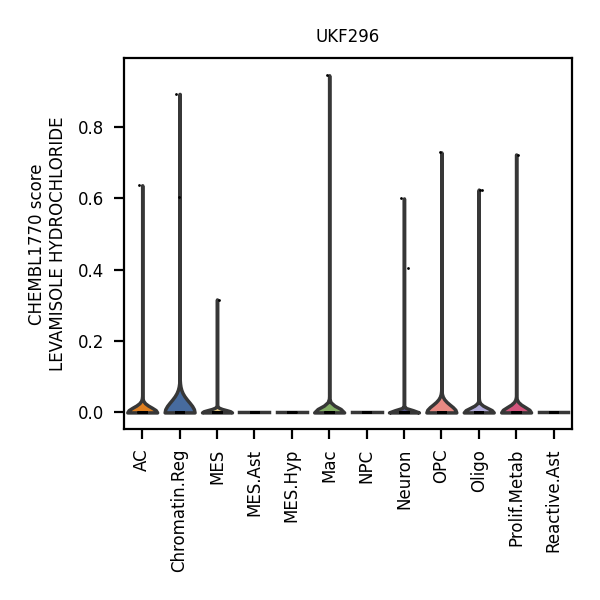 UKF296
CHEMBL1770 score
LEVAMISOLE HYDROCHLORIDE
0.8
0.6
0.4
0.2
0.0
AC
Chromatin.Reg
MES
MES.Ast
MES.Hyp
Mac
NPC
Neuron
OPC
Oligo
Prolif.Metab
Reactive.Ast